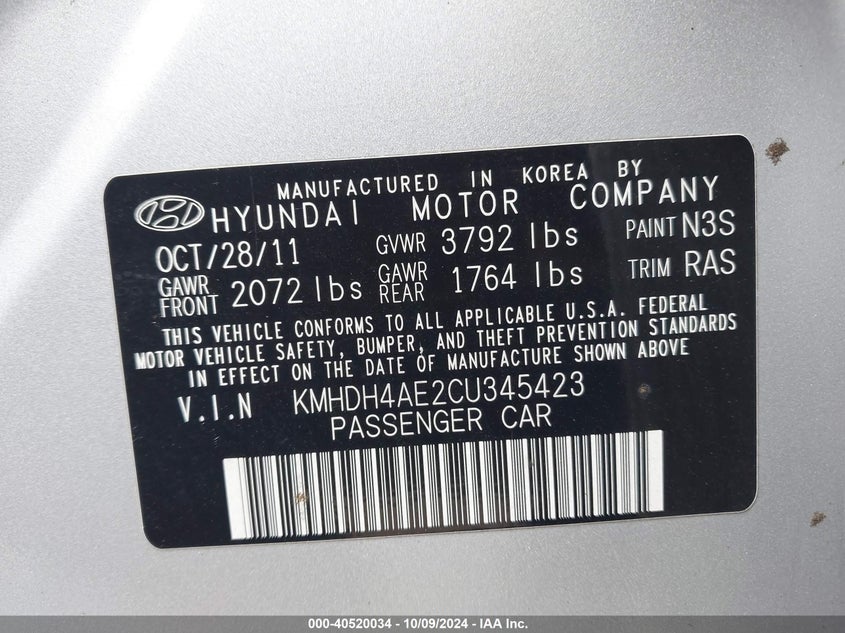 MANUFACTURED IN KOREA BY
HYUNDAI MOTOR COMPANY
OCT/28/11 GVWR 3792 lbs PAINT N3S
GAWR FRONT 2072 lbs GAWR REAR 1764 lbs TRIM RAS
THIS VEHICLE CONFORMS TO ALL APPLICABLE U.S.A. FEDERAL
MOTOR VEHICLE SAFETY, BUMPER, AND THEFT PREVENTION STANDARDS
IN EFFECT ON THE DATE OF MANUFACTURE SHOWN ABOVE
V.I.N KMHDH4AE2CU345423
PASSENGER CAR
000-40520034 - 10/09/2024 - IAA Inc.